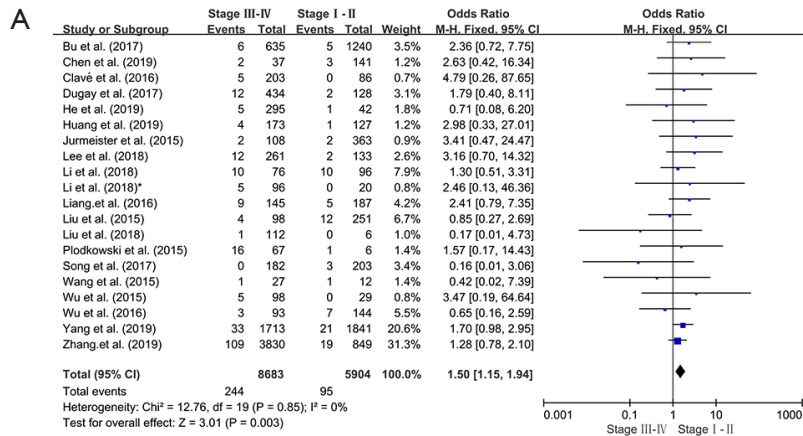 A
Stage III-IV Stage I-II Odds Ratio Odds Ratio
Study or Subgroup Events Total Events Total Weight M-H. Fixed. 95% CI M-H. Fixed. 95% CI
Bu et al. (2017) 6 635 5 1240 3.5% 2.36 [0.72, 7.75]
Chen et al. (2019) 2 37 3 141 2.63 [0.42, 16.34]
Clavé et al. (2016) 5 203 0 86 4.79 [0.26, 87.65]
Dugay et al. (2017) 12 434 2 128 3.1% 1.79 [0.40, 8.11]
He et al. (2019) 5 295 1 42 1.8% 0.71 [0.08, 6.20]
Huang et al. (2019) 4 173 1 127 1.2% 2.98 [0.33, 27.01]
Jurmeister et al. (2015) 2 108 2 363 3.41 [0.47, 24.47]
Lee et al. (2018) 12 261 2 133 2.6% 3.16 [0.70, 14.32]
Li et al. (2018) 10 76 10 96 8.2% 1.30 [0.51, 3.31]
Li et al. (2018)* 5 96 0 20 0.8% 2.46 [0.13, 46.36]
Liang.et al. (2016) 9 145 5 187 4.3% 2.41 [0.79, 7.35]
Liu et al. (2015) 4 98 12 251 6.7% 0.85 [0.27, 2.69]
Liu et al. (2018) 1 112 0 6 0.17 [0.01, 4.73]
Plodkowski et al. (2015) 16 67 1 6 1.4% 1.57 [0.17, 14.43]
Song et al. (2017) 0 182 3 203 0.16 [0.01, 3.06]
Wang et al. (2015) 1 27 1 12 0.42 [0.02, 7.39]
Wu et al. (2015) 5 98 0 29 3.47 [0.19, 64.64]
Wu et al. (2016) 3 93 7 144 0.65 [0.16, 2.59]
Yang et al. (2019) 33 1713 21 1841 20.6% 1.70 [0.98, 2.95]
Zhang.et al. (2019) 109 3830 19 849 31.3% 1.28 [0.78, 2.10]
Total (95% CI) 8683 5904 100.0% 1.50 [1.15, 1.94]
Total events 244 95
Heterogeneity: Chi² = 12.76, df = 19 (P = 0.85); I² = 0%
Test for overall effect: Z = 3.01 (P = 0.003)
0.001 0.1 1 10 1000
Stage III-IV Stage I-II